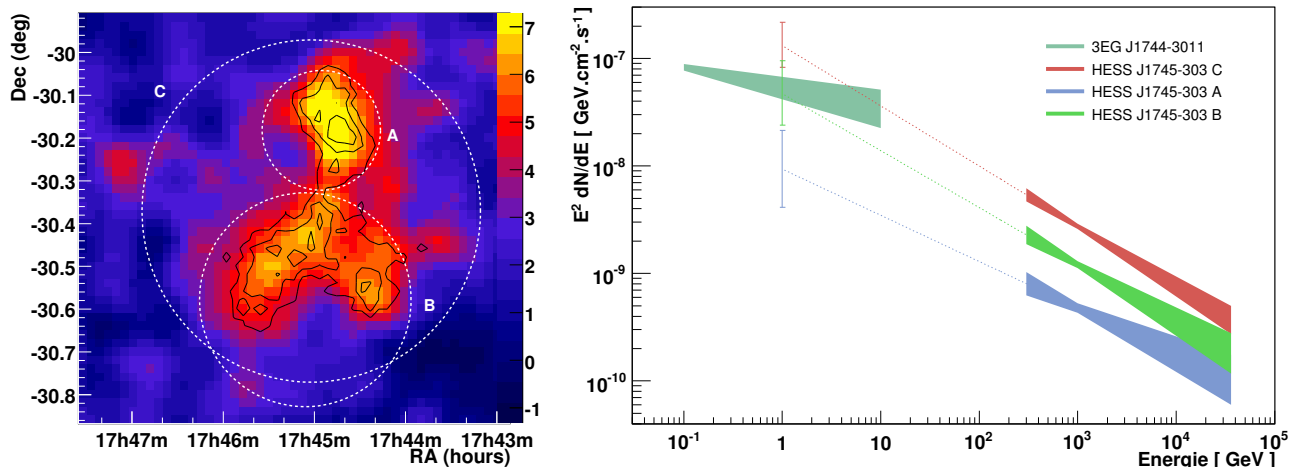 Dec (deg)
-30
-30.1
-30.2
-30.3
-30.4
-30.5
-30.6
-30.7
-30.8
C
A
B
7
6
5
4
3
2
1
0
-1
17h47m 17h46m 17h45m 17h44m 17h43m
RA (hours)
E² dN/dE [ GeV.cm⁻².s⁻¹ ]
10⁻⁷
10⁻⁸
10⁻⁹
10⁻¹⁰
3EG J1744-3011
HESS J1745-303 C
HESS J1745-303 A
HESS J1745-303 B
10⁻¹ 1 10 10² 10³ 10⁴ 10⁵
Energie [ GeV ]